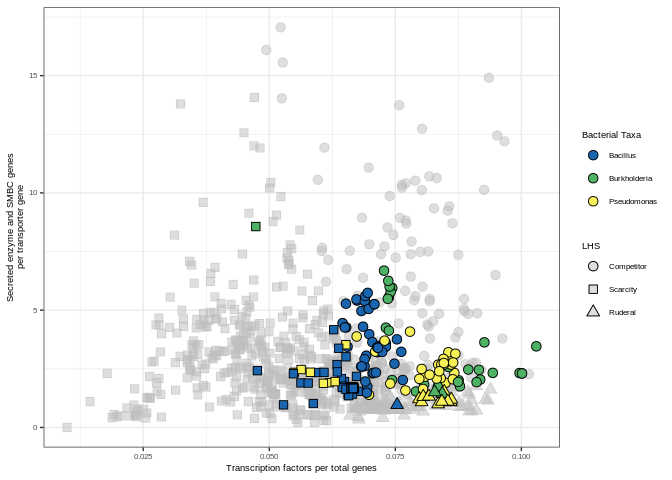 Secreted enzyme and SMBC genes
per transporter gene
15
10
5
0
0.025
0.050
0.075
0.100
Transcription factors per total genes
Bacterial Taxa
Bacillus
Burkholderia
Pseudomonas
LHS
Competitor
Scarcity
Ruderal